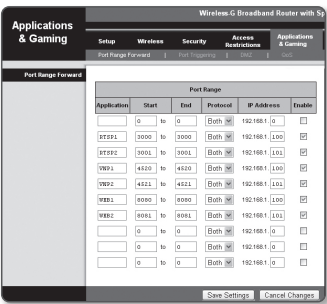 Wireless-G Broadband Router with Sp
Applications & Gaming
Setup Wireless Security Access Restrictions Applications & Gaming
Port Range Forward | Port Triggering | DMZ | QoS
Port Range Forward
Port Range
Application Start End Protocol IP Address Enable
0 to 0 Both 192.168.1. 0
RTSP1 3000 to 3000 Both 192.168.1. 100
RTSP2 3001 to 3001 Both 192.168.1. 101
VNP1 4520 to 4520 Both 192.168.1. 100
VNP2 4521 to 4521 Both 192.168.1. 101
WEB1 8080 to 8080 Both 192.168.1. 100
WEB2 8081 to 8081 Both 192.168.1. 101
0 to 0 Both 192.168.1. 0
0 to 0 Both 192.168.1. 0
0 to 0 Both 192.168.1. 0
Save Settings Cancel Changes